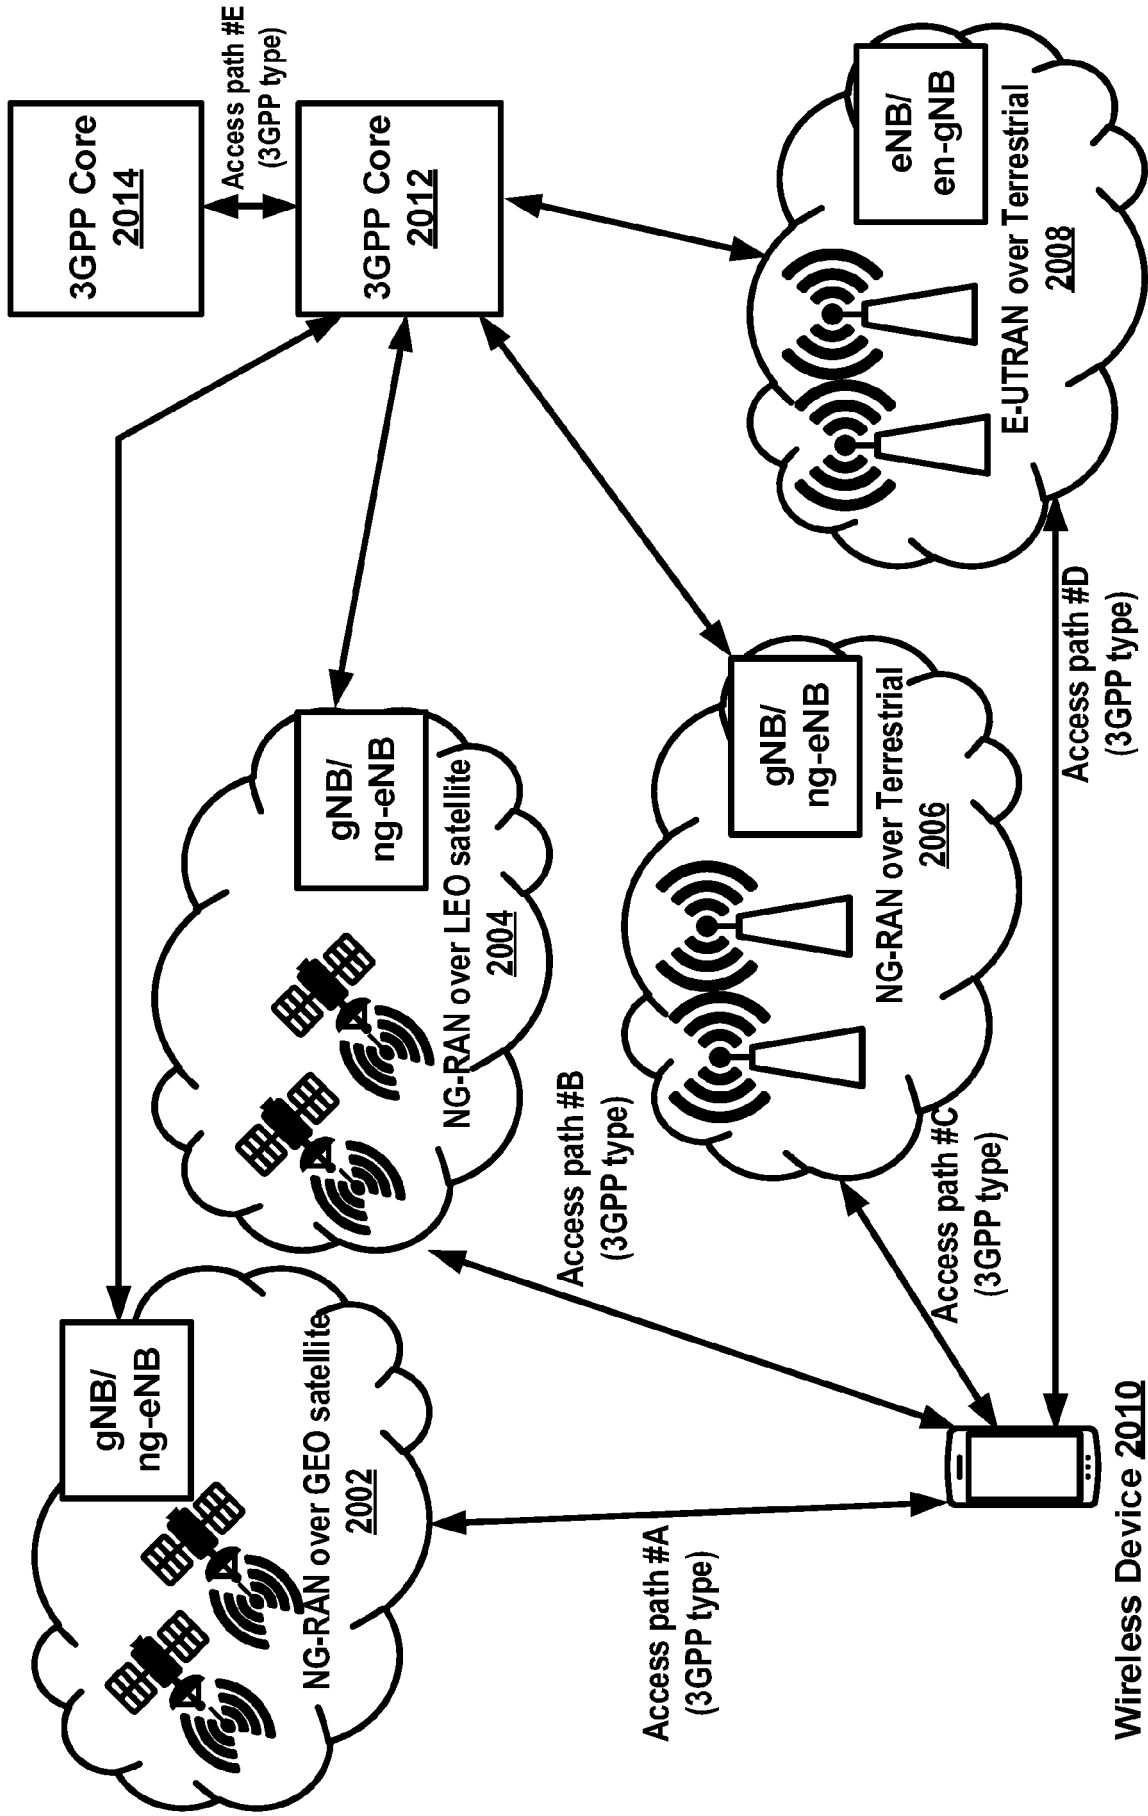 gNB/
ng-eNB
NG-RAN over GEO satellite
2002
gNB/
ng-eNB
NG-RAN over LEO satellite
2004
3GPP Core
2014
Access path #E
(3GPP type)
3GPP Core
2012
Access path #A
(3GPP type)
Access path #B
(3GPP type)
gNB/
ng-eNB
NG-RAN over Terrestrial
2006
Access path #C
(3GPP type)
eNB/
en-gNB
E-UTRAN over Terrestrial
2008
Access path #D
(3GPP type)
Wireless Device 2010